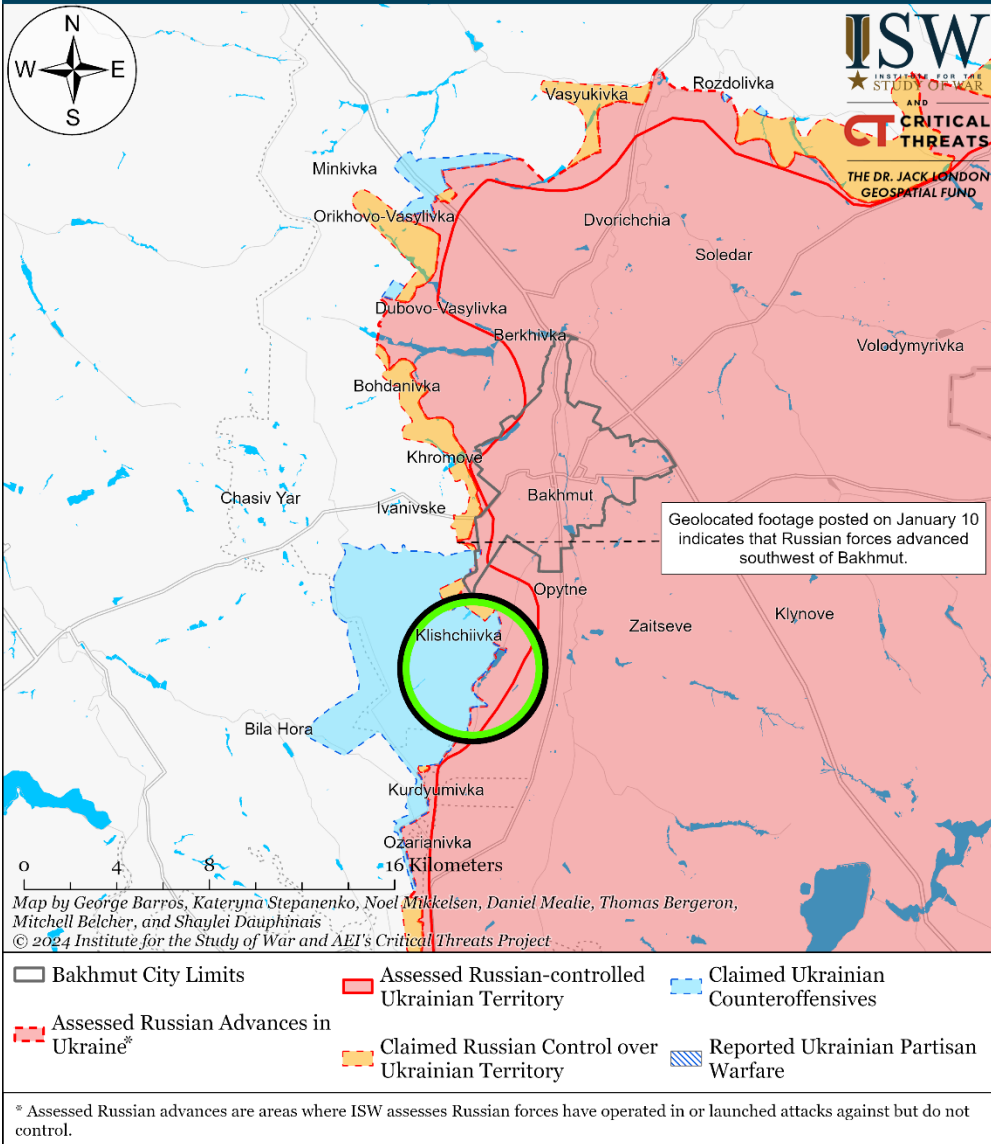 N
W E
S
ISW
INSTITUTE FOR THE
STUDY OF WAR
AND
CT CRITICAL
THREATS
THE DR. JACK LONDON
GEOSPATIAL FUND
Rozdolivka
Vasyukivka
Minkivka
Orikhovo-Vasylivka
Dvorichchia
Soledar
Dubovo-Vasylivka
Berkhivka
Volodymyrivka
Bohdanivka
Khromove
Chasiv Yar
Ivanivske
Bakhmut
Geolocated footage posted on January 10
indicates that Russian forces advanced
southwest of Bakhmut.
Opytne
Klishchiivka
Zaitseve
Klynove
Bila Hora
Kurdyumivka
Ozarianivka
0 4 8 16 Kilometers
Map by George Barros, Kateryna Stepanenko, Noel Mikkelsen, Daniel Mealie, Thomas Bergeron,
Mitchell Belcher, and Shaylei Dauphinais
© 2024 Institute for the Study of War and AEI's Critical Threats Project
Bakhmut City Limits
Assessed Russian Advances in
Ukraine*
Assessed Russian-controlled
Ukrainian Territory
Claimed Russian Control over
Ukrainian Territory
Claimed Ukrainian
Counteroffensives
Reported Ukrainian Partisan
Warfare
* Assessed Russian advances are areas where ISW assesses Russian forces have operated in or launched attacks against but do not
control.